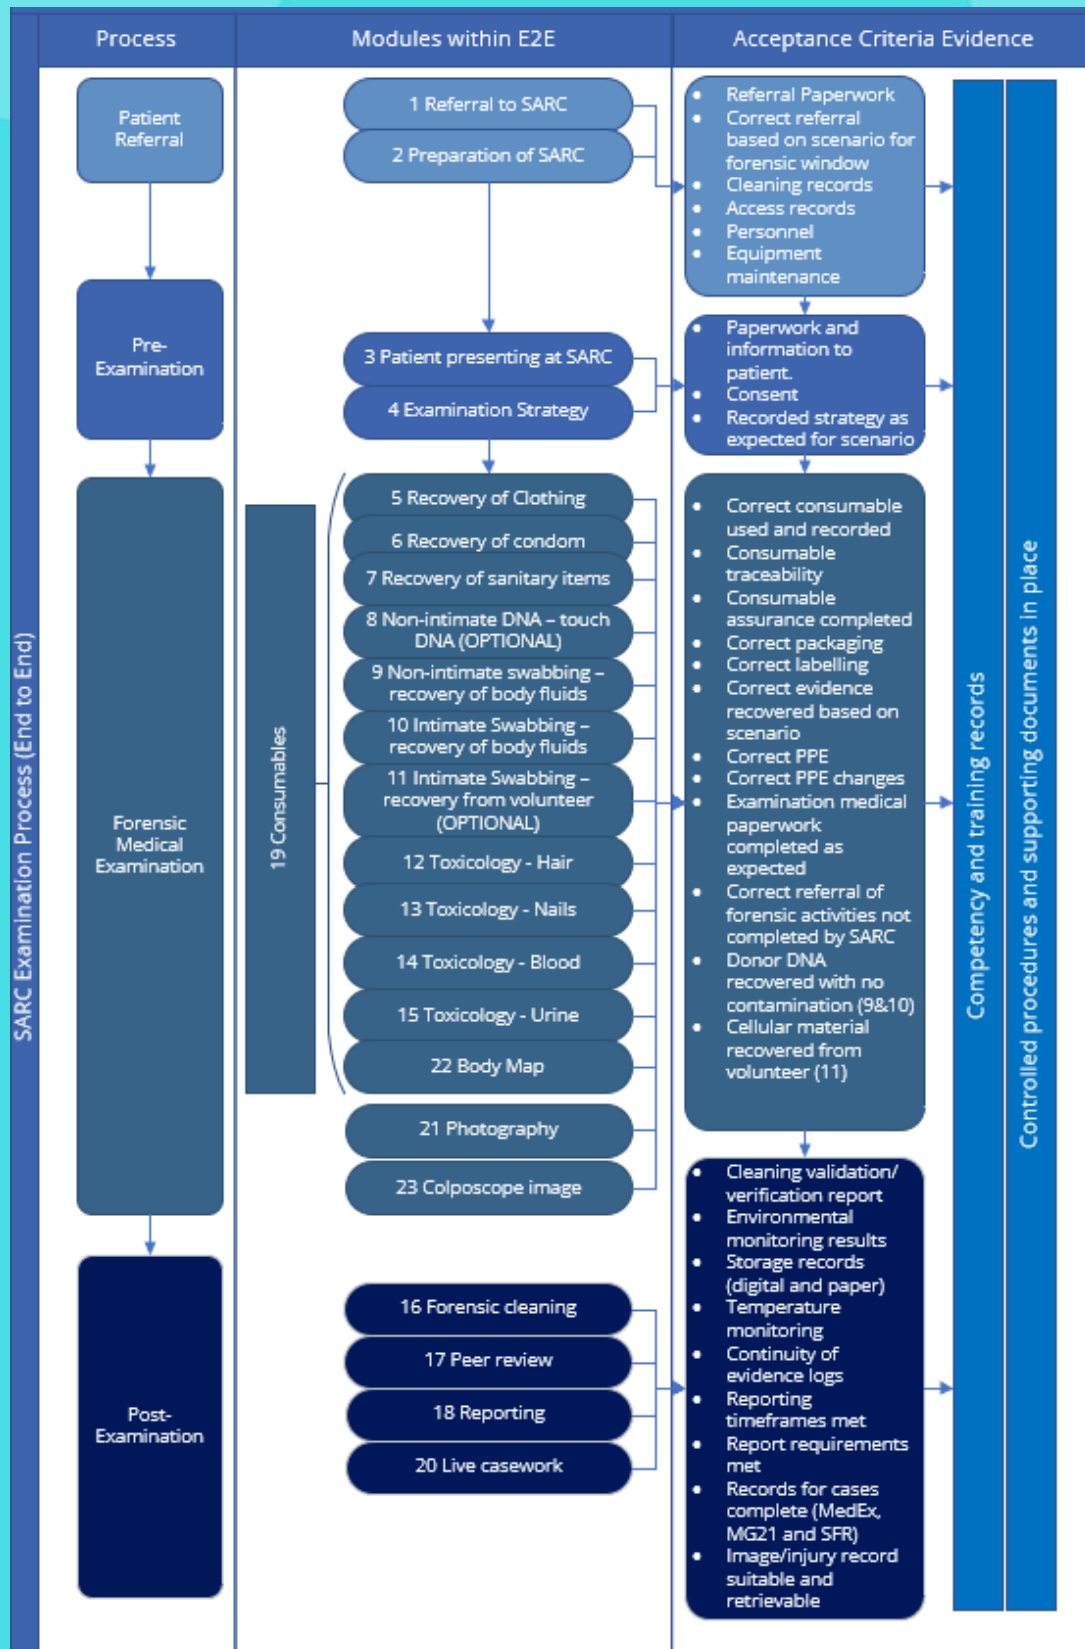 Process
Modules within E2E
Acceptance Criteria Evidence
SARC Examination Process (End to End)
Patient
Referral
1 Referral to SARC
2 Preparation of SARC
• Referral Paperwork
• Correct referral
based on scenario for
forensic window
• Cleaning records
• Access records
• Personnel
• Equipment
maintenance
Pre-
Examination
3 Patient presenting at SARC
4 Examination Strategy
• Paperwork and
information to
patient.
• Consent
• Recorded strategy as
expected for scenario
Forensic
Medical
Examination
19 Consumables
5 Recovery of Clothing
6 Recovery of condom
7 Recovery of sanitary items
8 Non-intimate DNA – touch
DNA (OPTIONAL)
9 Non-intimate swabbing –
recovery of body fluids
10 Intimate Swabbing –
recovery of body fluids
11 Intimate Swabbing –
recovery from volunteer
(OPTIONAL)
12 Toxicology - Hair
13 Toxicology - Nails
14 Toxicology - Blood
15 Toxicology - Urine
22 Body Map
21 Photography
23 Colposcope image
• Correct consumable
used and recorded
• Consumable
traceability
• Consumable
assurance completed
• Correct packaging
• Correct labelling
• Correct evidence
recovered based on
scenario
• Correct PPE
• Correct PPE changes
• Examination medical
paperwork
completed as
expected
• Correct referral of
forensic activities not
completed by SARC
• Donor DNA
recovered with no
contamination (9&10)
• Cellular material
recovered from
volunteer (11)
Post-
Examination
16 Forensic cleaning
17 Peer review
18 Reporting
20 Live casework
• Cleaning validation/
verification report
• Environmental
monitoring results
• Storage records
(digital and paper)
• Temperature
monitoring
• Continuity of
evidence logs
• Reporting
timeframes met
• Report requirements
met
• Records for cases
complete (MedEx,
MG21 and SFR)
• Image/injury record
suitable and
retrievable
Competency and training records
Controlled procedures and supporting documents in place